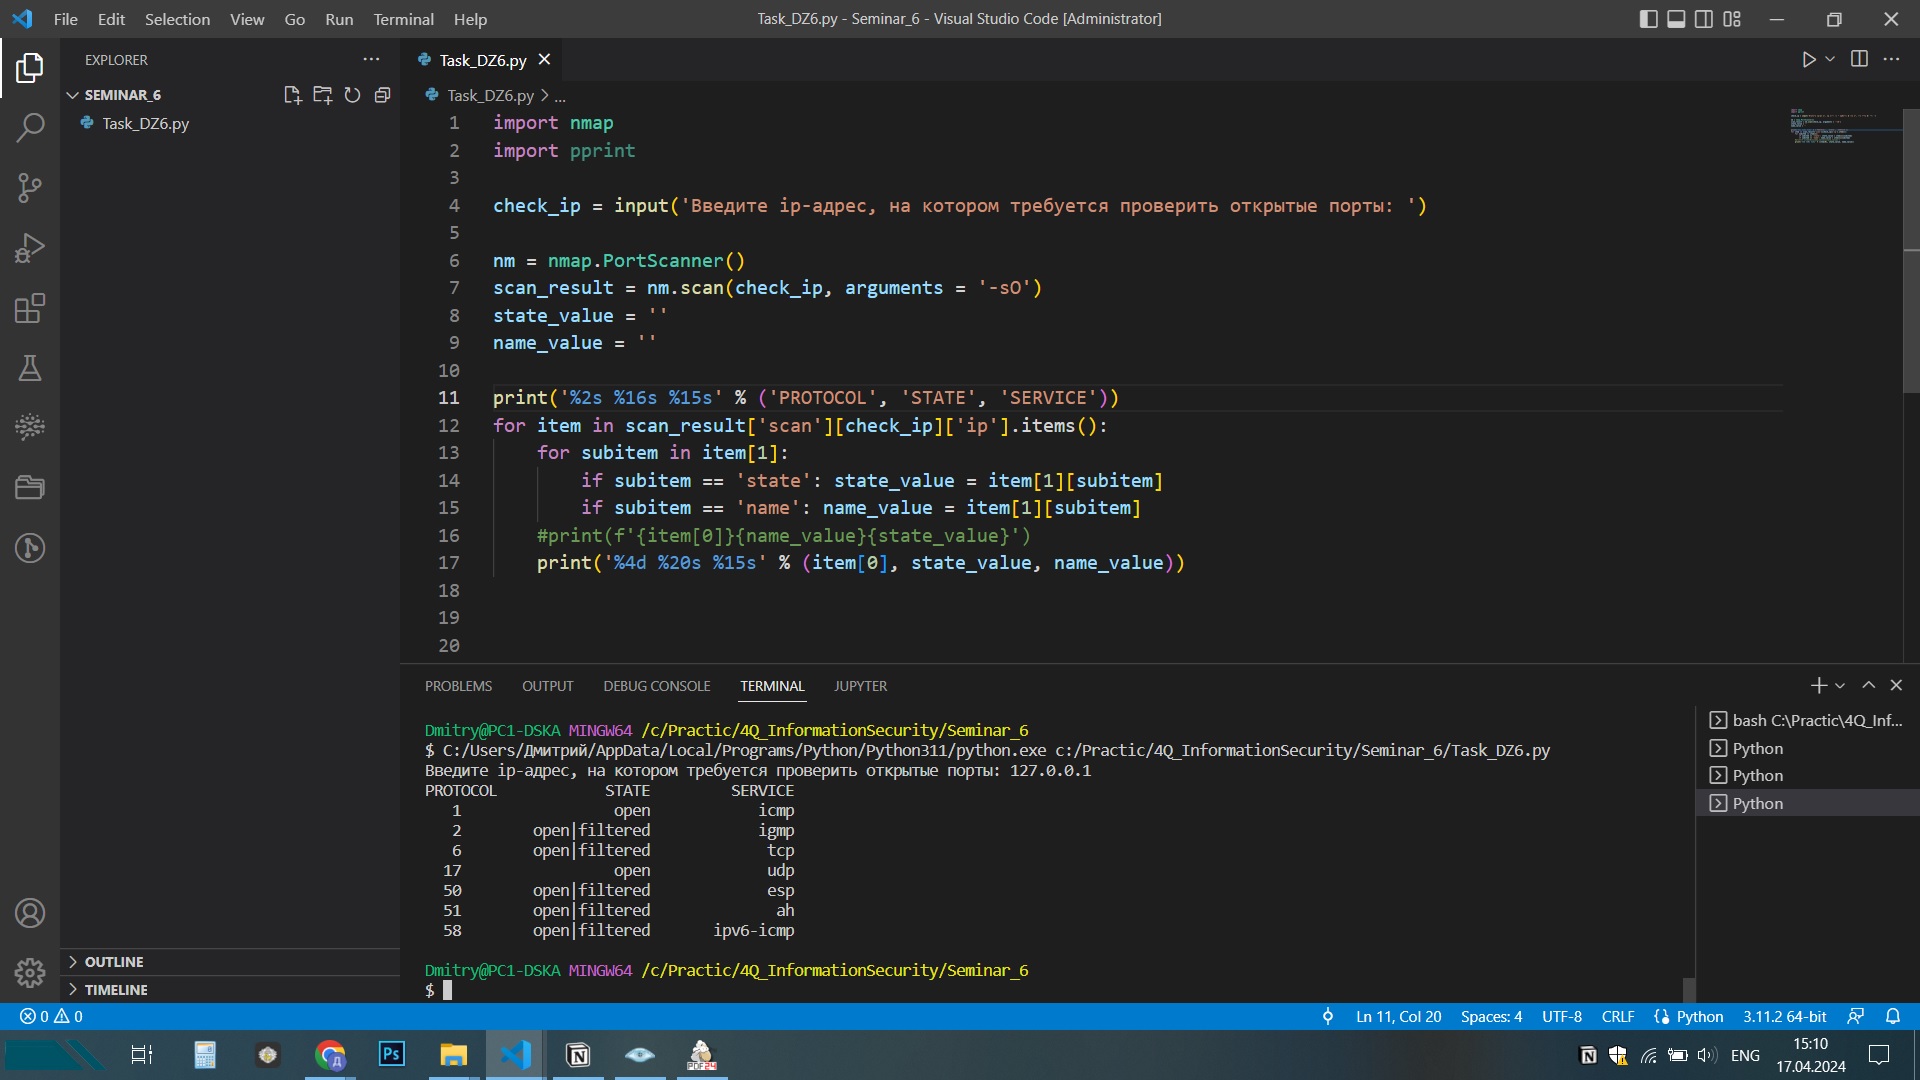 File Edit Selection View Go Run Terminal Help
Task_DZ6.py - Seminar_6 - Visual Studio Code [Administrator]
EXPLORER
SEMINAR_6
Task_DZ6.py
OUTLINE
TIMELINE
Task_DZ6.py
Task_DZ6.py > ...
1 import nmap
2 import pprint
3
4 check_ip = input('Введите ip-адрес, на котором требуется проверить открытые порты: ')
5
6 nm = nmap.PortScanner()
7 scan_result = nm.scan(check_ip, arguments = '-sO')
8 state_value = ''
9 name_value = ''
10
11 print('%2s %16s %15s' % ('PROTOCOL', 'STATE', 'SERVICE'))
12 for item in scan_result['scan'][check_ip]['ip'].items():
13     for subitem in item[1]:
14         if subitem == 'state': state_value = item[1][subitem]
15         if subitem == 'name': name_value = item[1][subitem]
16     #print(f'{item[0]}{name_value}{state_value}')
17     print('%4d %20s %15s' % (item[0], state_value, name_value))
18
19
20
PROBLEMS OUTPUT DEBUG CONSOLE TERMINAL JUPYTER
Dmitry@PC1-DSKA MINGW64 /c/Practic/4Q_InformationSecurity/Seminar_6
$ C:/Users/Дмитрий/AppData/Local/Programs/Python/Python311/python.exe c:/Practic/4Q_InformationSecurity/Seminar_6/Task_DZ6.py
Введите ip-адрес, на котором требуется проверить открытые порты: 127.0.0.1
PROTOCOL            STATE         SERVICE
   1                 open            icmp
   2        open|filtered            igmp
   6        open|filtered             tcp
  17                 open             udp
  50        open|filtered             esp
  51        open|filtered              ah
  58        open|filtered       ipv6-icmp
Dmitry@PC1-DSKA MINGW64 /c/Practic/4Q_InformationSecurity/Seminar_6
$
bash C:\Practic\4Q_Inf...
Python
Python
Python
0 0
Ln 11, Col 20 Spaces: 4 UTF-8 CRLF Python 3.11.2 64-bit
Ps
PDF24
ENG
15:10
17.04.2024